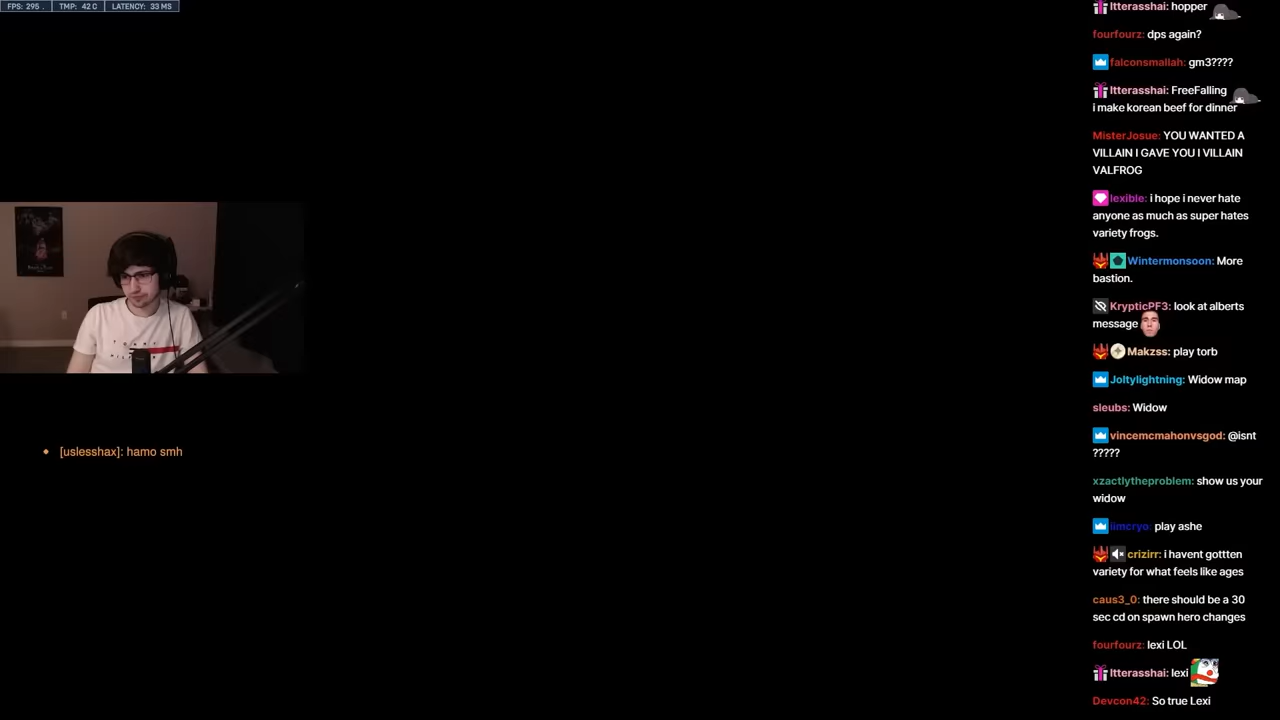 FPS: 295 .
TMP: 42 C
LATENCY: 33 MS
Itterasshai: hopper
fourfourz: dps again?
falconsmallah: gm3????
Itterasshai: FreeFalling
i make korean beef for dinner
MisterJosue: YOU WANTED A
VILLAIN I GAVE YOU I VILLAIN
VALFROG
lexible: i hope i never hate
anyone as much as super hates
variety frogs.
Wintermonsoon: More
bastion.
KrypticPF3: look at alberts
message
Makzss: play torb
Joltylightning: Widow map
sleubs: Widow
vincemcmahonvsgod: @isnt
?????
xzactlytheproblem: show us your
widow
iimcryo: play ashe
crizirr: i havent gottten
variety for what feels like ages
caus3_0: there should be a 30
sec cd on spawn hero changes
fourfourz: lexi LOL
Itterasshai: lexi
Devcon42: So true Lexi
[uslesshax]: hamo smh